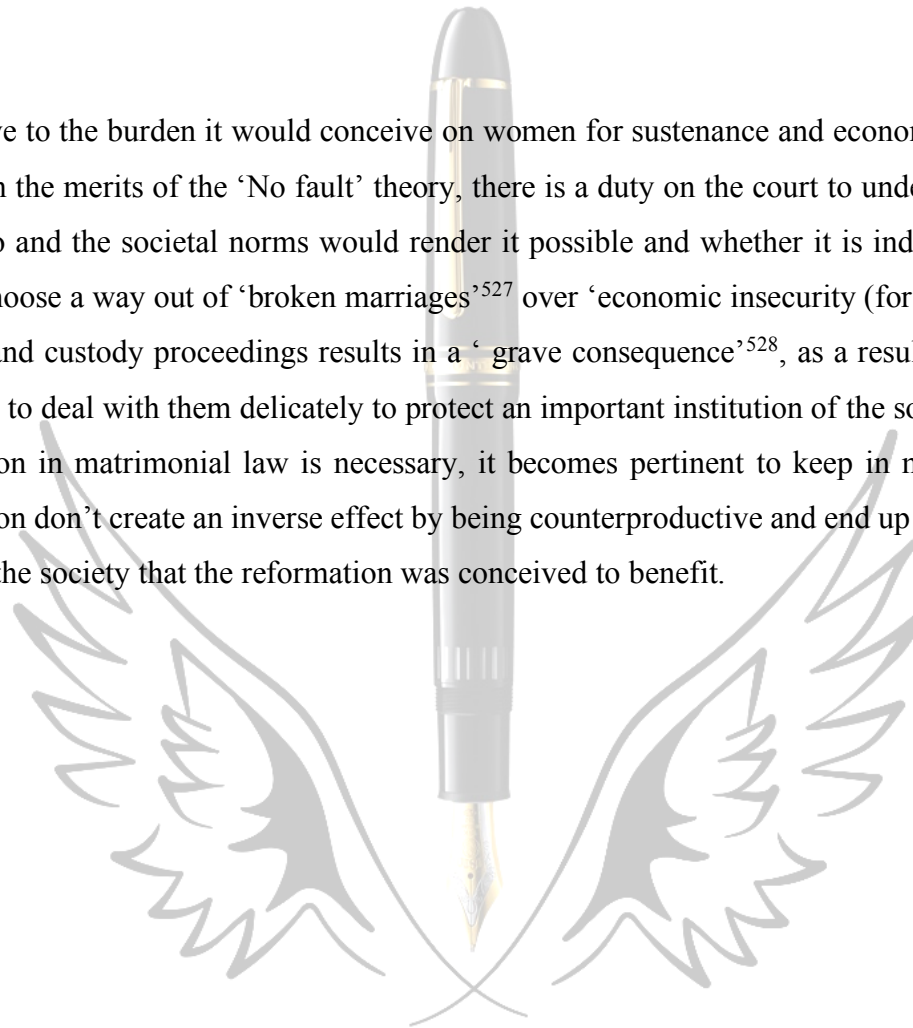 ve to the burden it would conceive on women for sustenance and econor
n the merits of the ‘No fault’ theory, there is a duty on the court to unde
o and the societal norms would render it possible and whether it is ind
hoose a way out of ‘broken marriages’527 over ‘economic insecurity (for
and custody proceedings results in a ‘ grave consequence’528, as a resul
to deal with them delicately to protect an important institution of the so
on in matrimonial law is necessary, it becomes pertinent to keep in m
on don’t create an inverse effect by being counterproductive and end up
the society that the reformation was conceived to benefit.